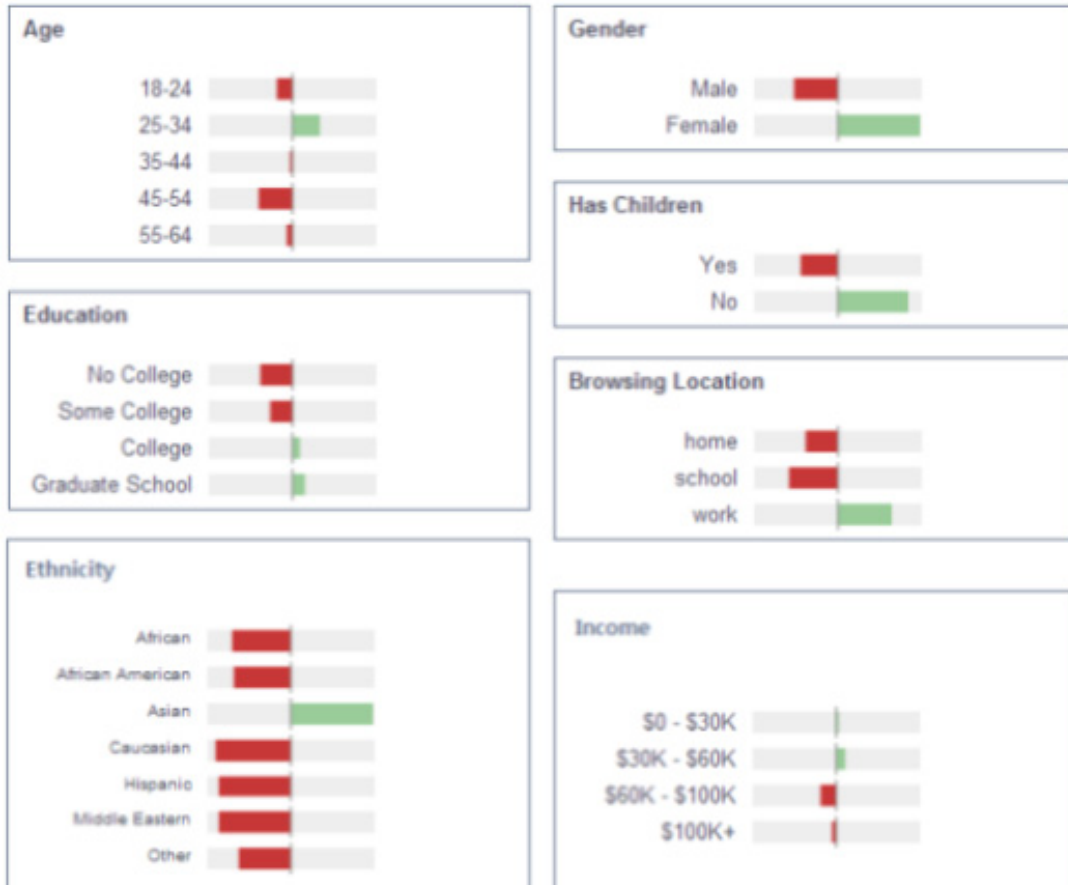 Age
18-24
25-34
35-44
45-54
55-64
Education
No College
Some College
College
Graduate School
Ethnicity
African
African American
Asian
Caucasian
Hispanic
Middle Eastern
Other
Gender
Male
Female
Has Children
Yes
No
Browsing Location
home
school
work
Income
$0 - $30K
$30K - $60K
$60K - $100K
$100K+